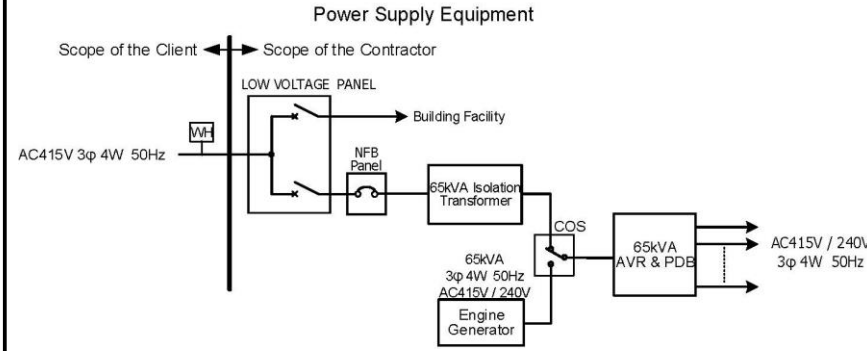 Power Supply Equipment
Scope of the Client
Scope of the Contractor
LOW VOLTAGE PANEL
Building Facility
WH
AC415V 3φ 4W 50Hz
NFB
Panel
65kVA Isolation
Transformer
COS
65kVA
3φ 4W 50Hz
AC415V / 240V
Engine
Generator
65kVA
AVR & PDB
AC415V / 240V
3φ 4W 50Hz